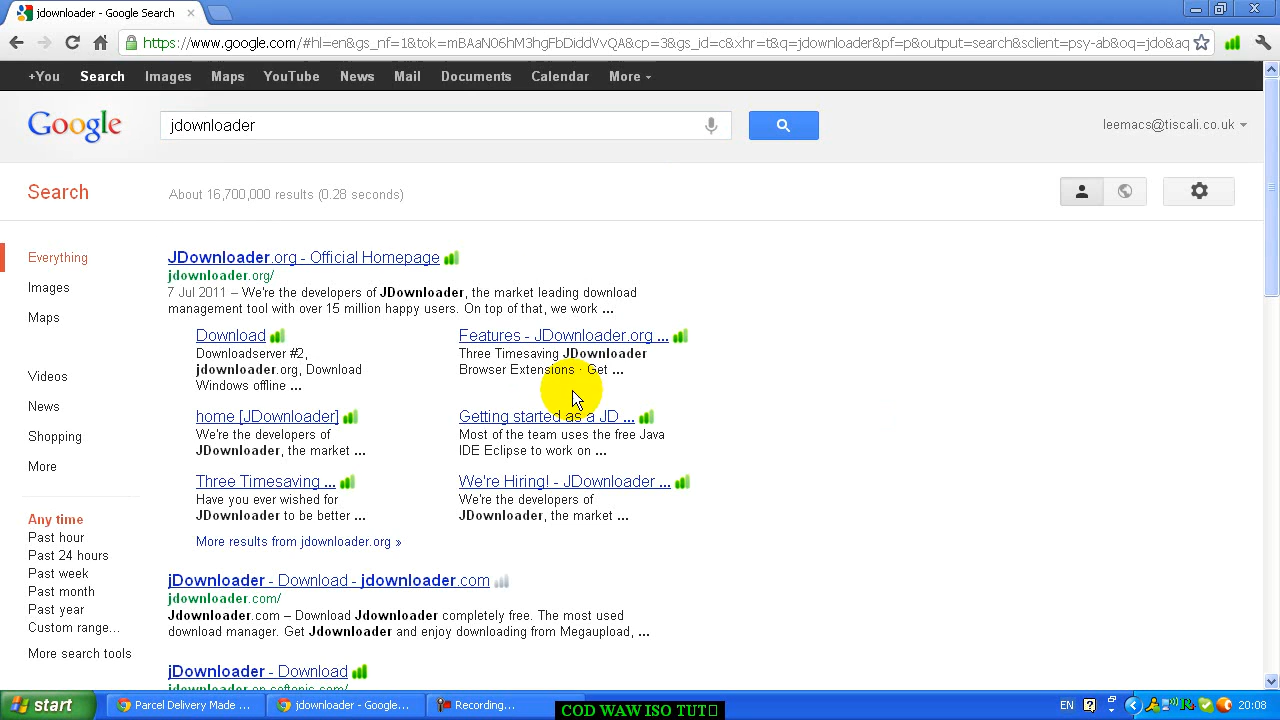 jdownloader - Google Search
https://www.google.com/#hl=en&gs_nf=1&tok=mBAaN06hM3hgFbDiddVvQA&cp=3&gs_id=c&xhr=t&q=jdownloader&pf=p&output=search&sclient=psy-ab&oq=jdo&aq
+You Search Images Maps YouTube News Mail Documents Calendar More
Google
jdownloader
leemacs@tiscali.co.uk
Search
About 16,700,000 results (0.28 seconds)
Everything
Images
Maps
Videos
News
Shopping
More
Any time
Past hour
Past 24 hours
Past week
Past month
Past year
Custom range...
More search tools
JDownloader.org - Official Homepage
jdownloader.org/
7 Jul 2011 – We're the developers of JDownloader, the market leading download
management tool with over 15 million happy users. On top of that, we work ...
Download
Downloadserver #2,
jdownloader.org, Download
Windows offline ...
Features - JDownloader.org ...
Three Timesaving JDownloader
Browser Extensions · Get ...
home [JDownloader]
We're the developers of
JDownloader, the market ...
Getting started as a JD ...
Most of the team uses the free Java
IDE Eclipse to work on ...
Three Timesaving ...
Have you ever wished for
JDownloader to be better ...
We're Hiring! - JDownloader ...
We're the developers of
JDownloader, the market ...
More results from jdownloader.org »
jDownloader - Download - jdownloader.com
jdownloader.com/
Jdownloader.com – Download Jdownloader completely free. The most used
download manager. Get Jdownloader and enjoy downloading from Megaupload, ...
jDownloader - Download
jdownloader.en.softonic.com/
start
Parcel Delivery Made ...
jdownloader - Google...
Recording...
COD WAW ISO TUT
EN
20:08